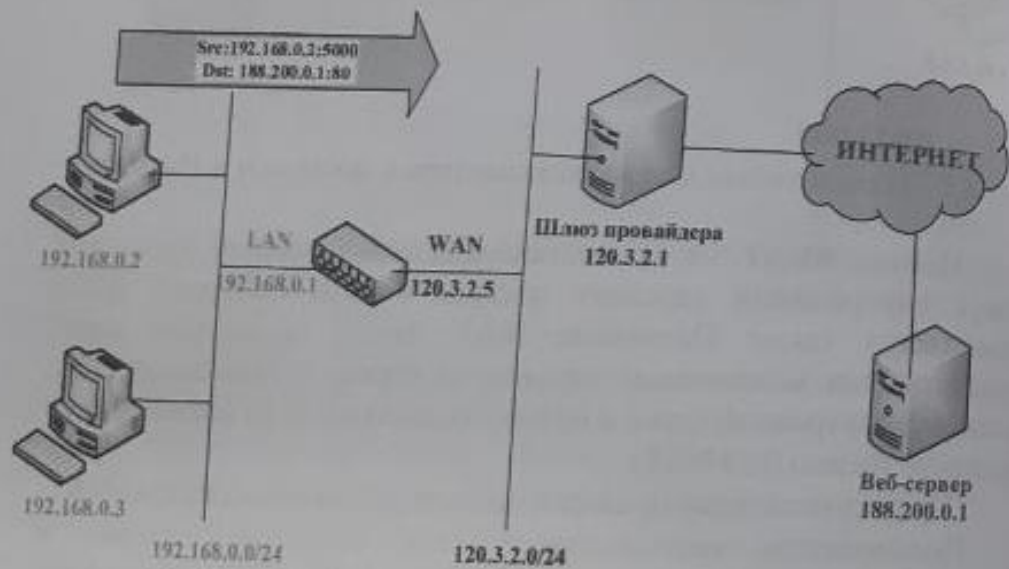 Src:192.168.0.2:5000
Dst: 188.200.0.1:80
ИНТЕРНЕТ
192.168.0.2
LAN
192.168.0.1
WAN
120.3.2.5
Шлюз провайдера
120.3.2.1
192.168.0.3
Веб-сервер
188.200.0.1
192.168.0.0/24
120.3.2.0/24